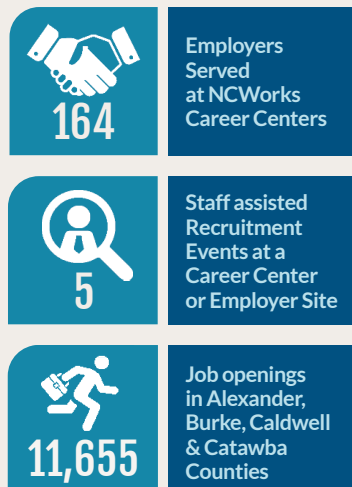 164
Employers
Served
at NCWorks
Career Centers
5
Staff assisted
Recruitment
Events at a
Career Center
or Employer Site
11,655
Job openings
in Alexander,
Burke, Caldwell
& Catawba
Counties